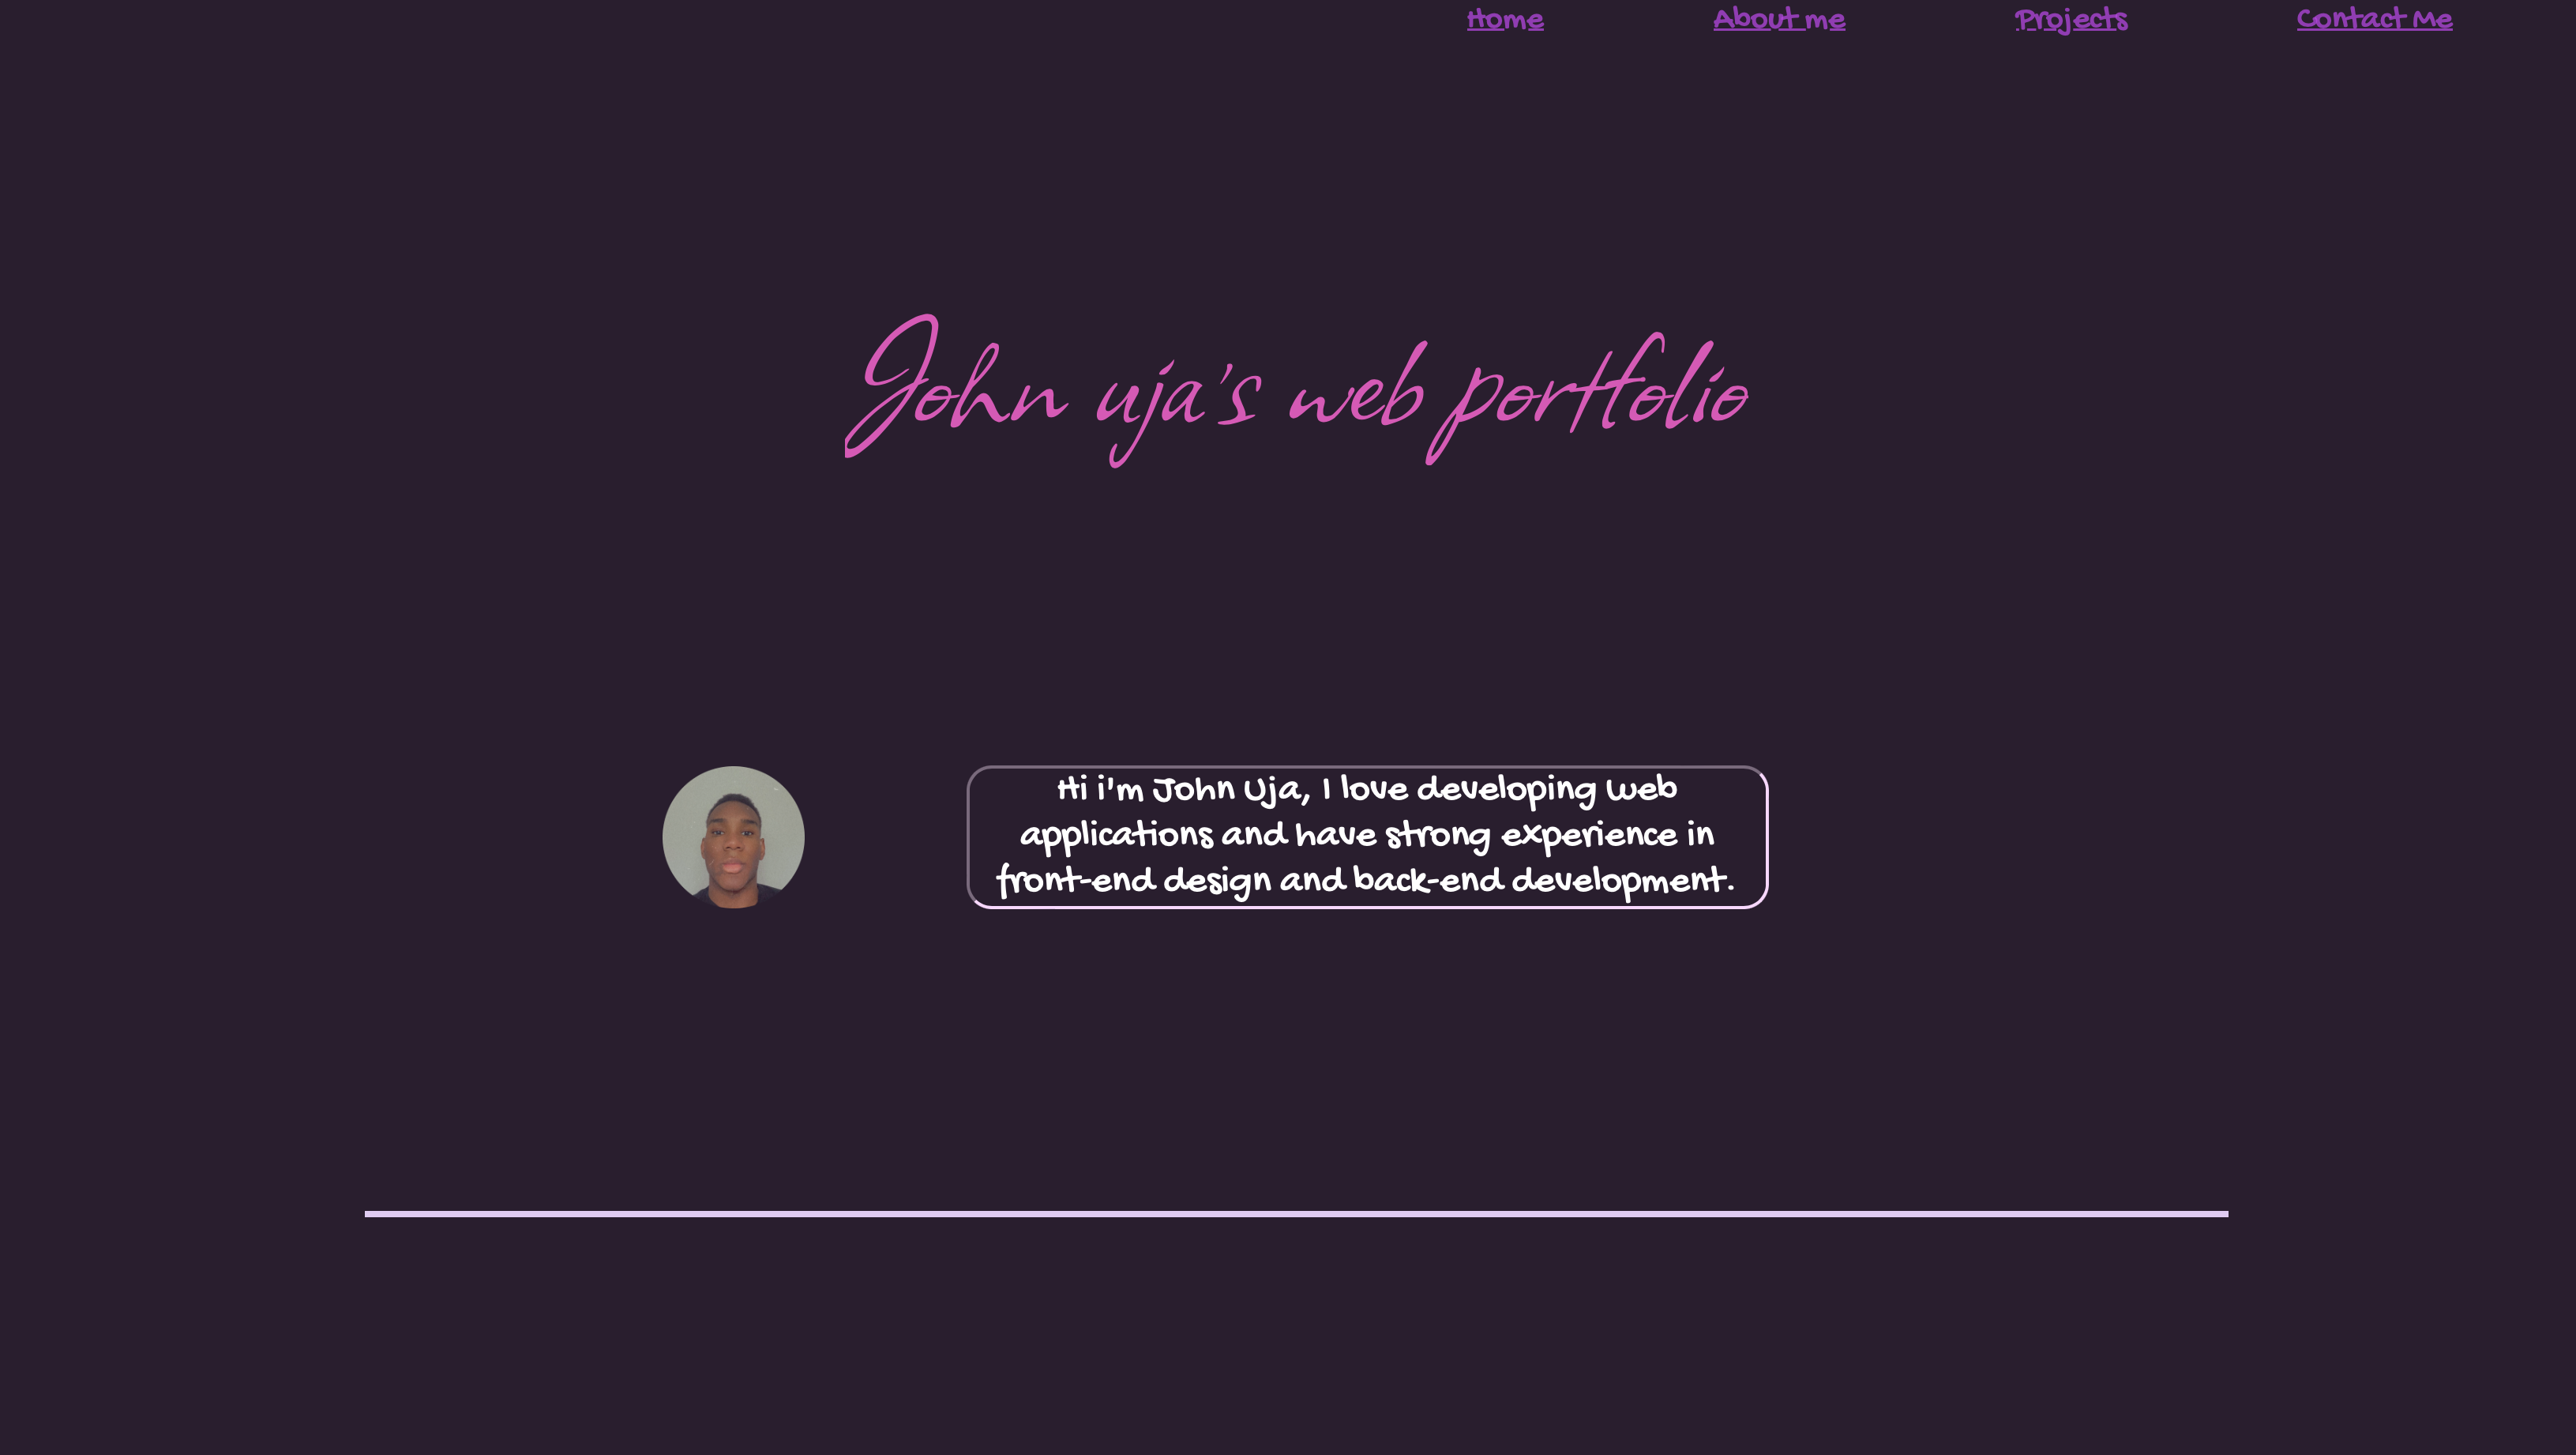 Home About me Projects Contact Me
John uja's web portfolio
Hi i'm John Uja, I love developing web
applications and have strong experience in
front-end design and back-end development.